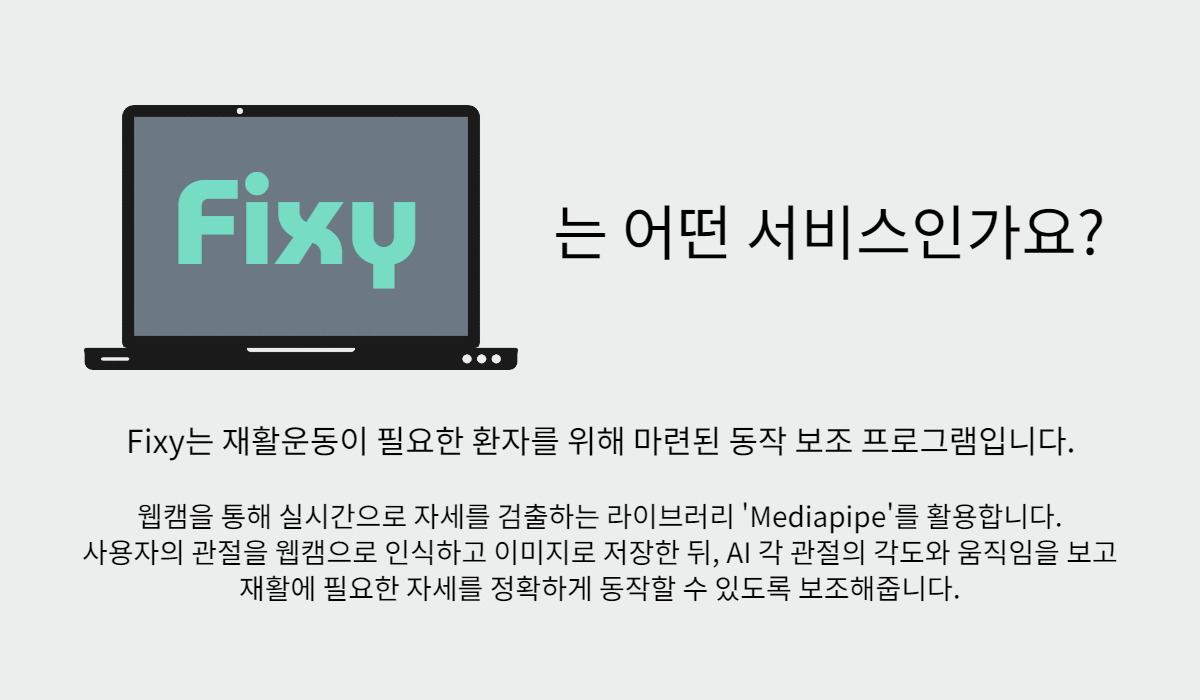 Fixy
는 어떤 서비스인가요?
Fixy는 재활운동이 필요한 환자를 위해 마련된 동작 보조 프로그램입니다.
웹캠을 통해 실시간으로 자세를 검출하는 라이브러리 'Mediapipe'를 활용합니다.
사용자의 관절을 웹캠으로 인식하고 이미지로 저장한 뒤, AI 각 관절의 각도와 움직임을 보고
재활에 필요한 자세를 정확하게 동작할 수 있도록 보조해줍니다.